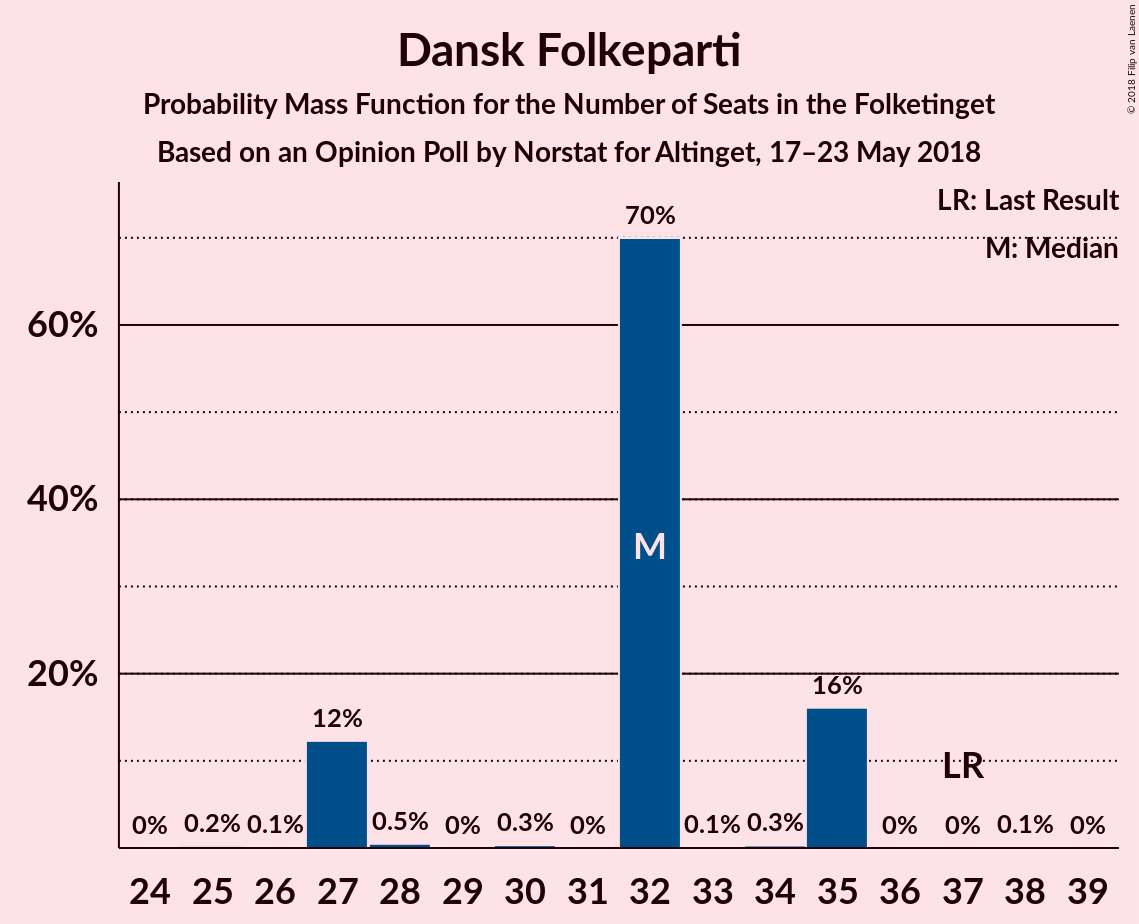 Dansk Folkeparti
Probability Mass Function for the Number of Seats in the Folketinget
Based on an Opinion Poll by Norstat for Altinget, 17–23 May 2018
© 2018 Filip van Laenen
LR: Last Result
M: Median
60%
40%
20%
0%
0.2%
0.1%
12%
0.5%
0%
0.3%
0%
70%
M
0.1%
0.3%
16%
0%
LR
0%
0.1%
0%
24 25 26 27 28 29 30 31 32 33 34 35 36 37 38 39